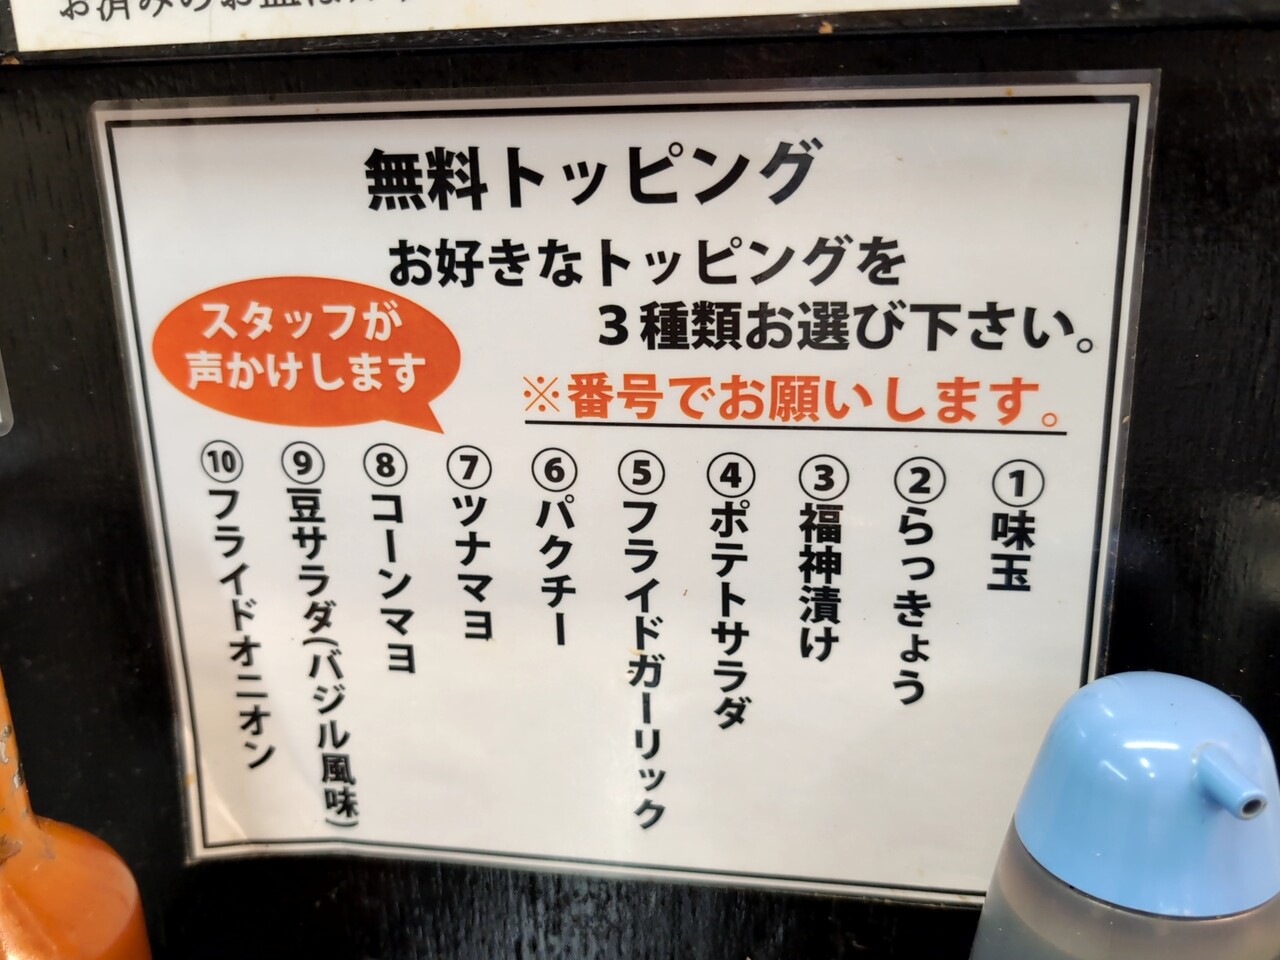 無料トッピング
お好きなトッピングを
3種類お選び下さい。
スタッフが
声かけします
※番号でお願いします。
①味玉
②らっきょう
③福神漬け
④ポテトサラダ
⑤フライドガーリック
⑥パクチー
⑦ツナマヨ
⑧コーンマヨ
⑨豆サラダ(バジル風味)
⑩フライドオニオン